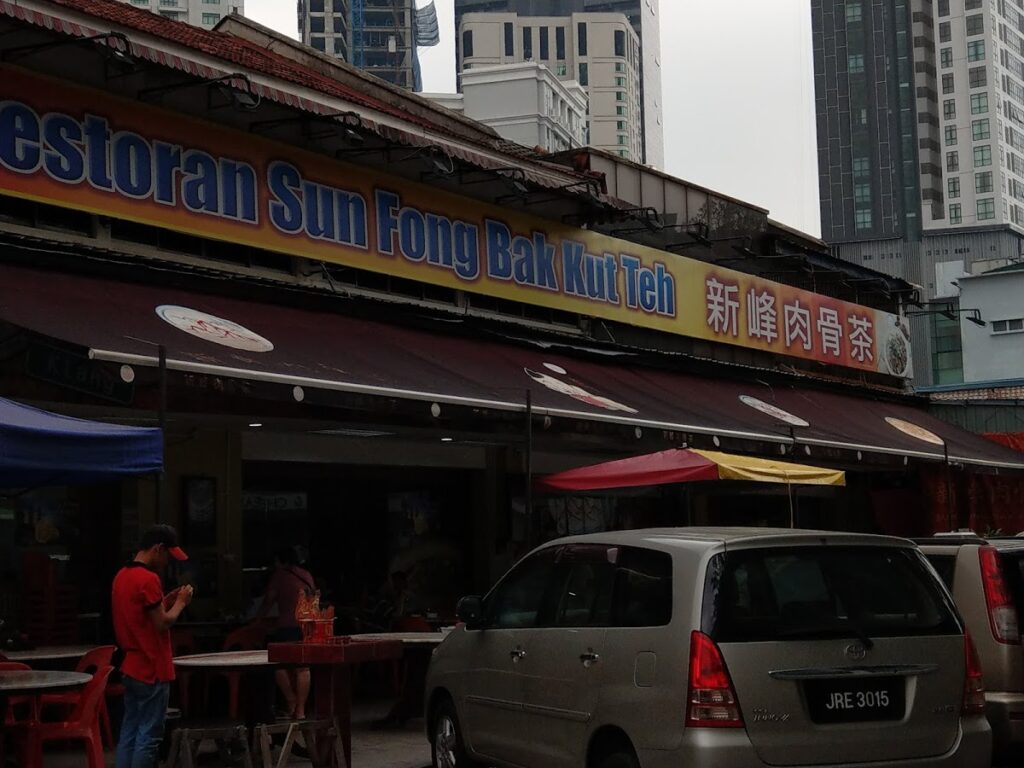 estoran Sun Fong Bak Kut Teh 新峰肉骨茶
JRE 3015